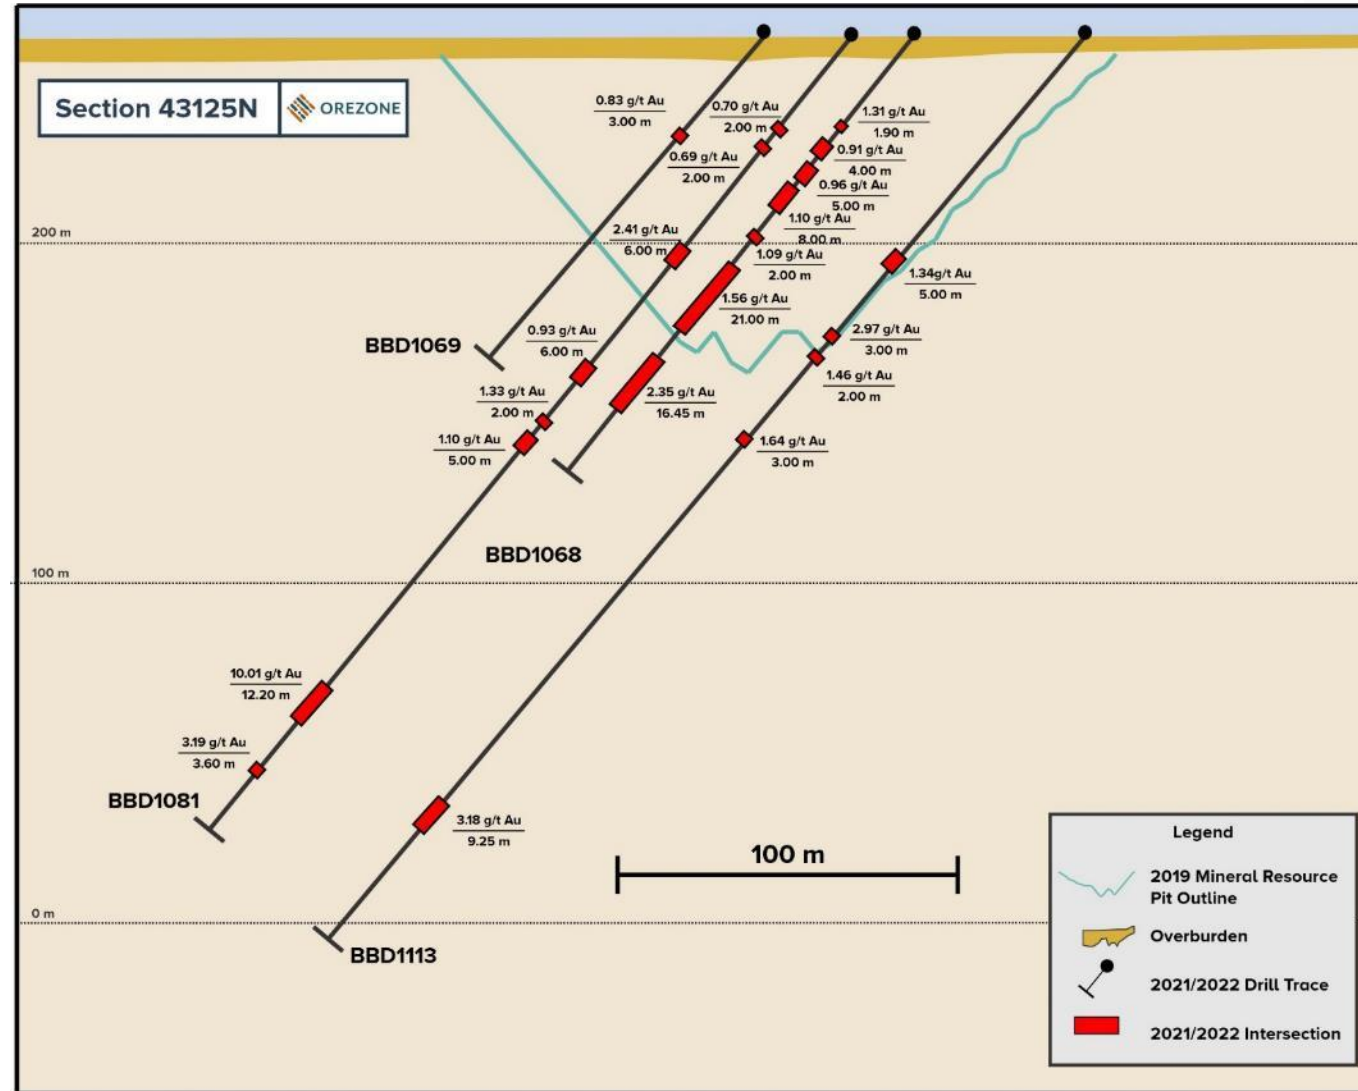 Section 43125N
OREZONE
0.83 g/t Au
3.00 m
0.70 g/t Au
2.00 m
0.69 g/t Au
2.00 m
1.31 g/t Au
1.90 m
0.91 g/t Au
4.00 m
0.96 g/t Au
5.00 m
1.10 g/t Au
8.00 m
200 m
2.41 g/t Au
6.00 m
1.09 g/t Au
2.00 m
1.34g/t Au
5.00 m
1.56 g/t Au
21.00 m
BBD1069
0.93 g/t Au
6.00 m
2.97 g/t Au
3.00 m
1.46 g/t Au
2.00 m
1.33 g/t Au
2.00 m
2.35 g/t Au
16.45 m
1.10 g/t Au
5.00 m
1.64 g/t Au
3.00 m
BBD1068
100 m
10.01 g/t Au
12.20 m
3.19 g/t Au
3.60 m
BBD1081
3.18 g/t Au
9.25 m
100 m
0 m
BBD1113
Legend
2019 Mineral Resource
Pit Outline
Overburden
2021/2022 Drill Trace
2021/2022 Intersection